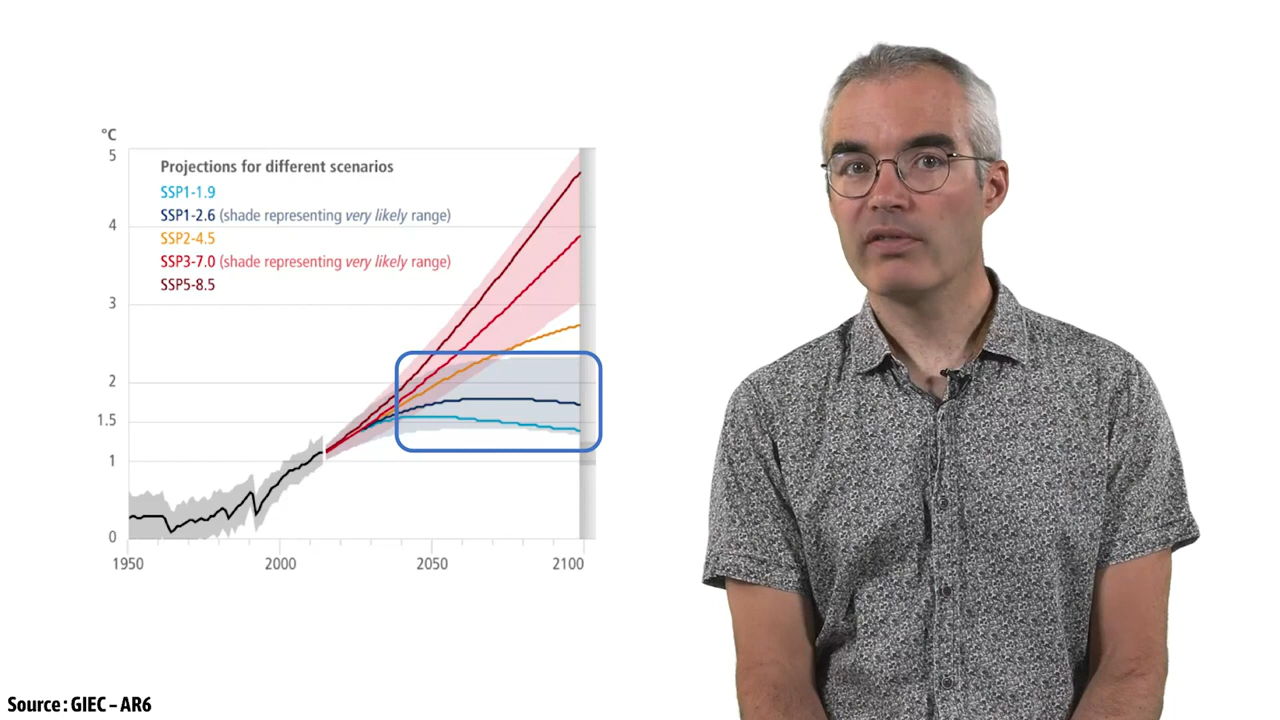 °C
5
Projections for different scenarios
SSP1-1.9
SSP1-2.6 (shade representing very likely range)
4
SSP2-4.5
SSP3-7.0 (shade representing very likely range)
SSP5-8.5
3
2
1.5
1
0
1950 2000 2050 2100
Source : GIEC – AR6